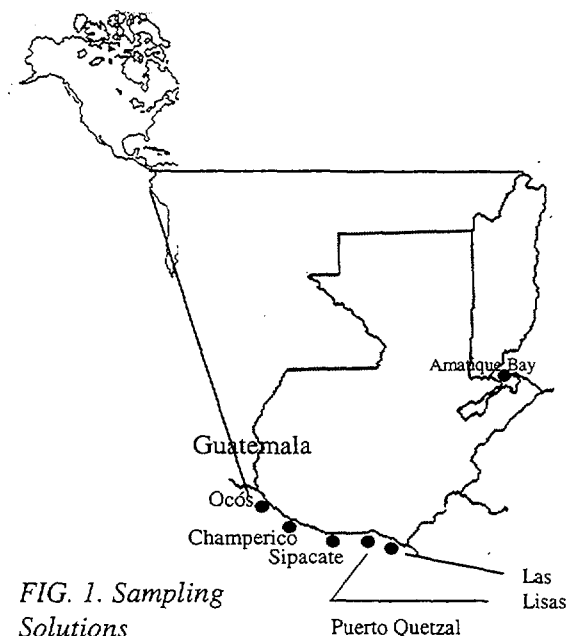 Amatique Bay
Guatemala
Ocós
Champerico
Sipacate
Las
Lisas
Puerto Quetzal
FIG. 1. Sampling
Solutions